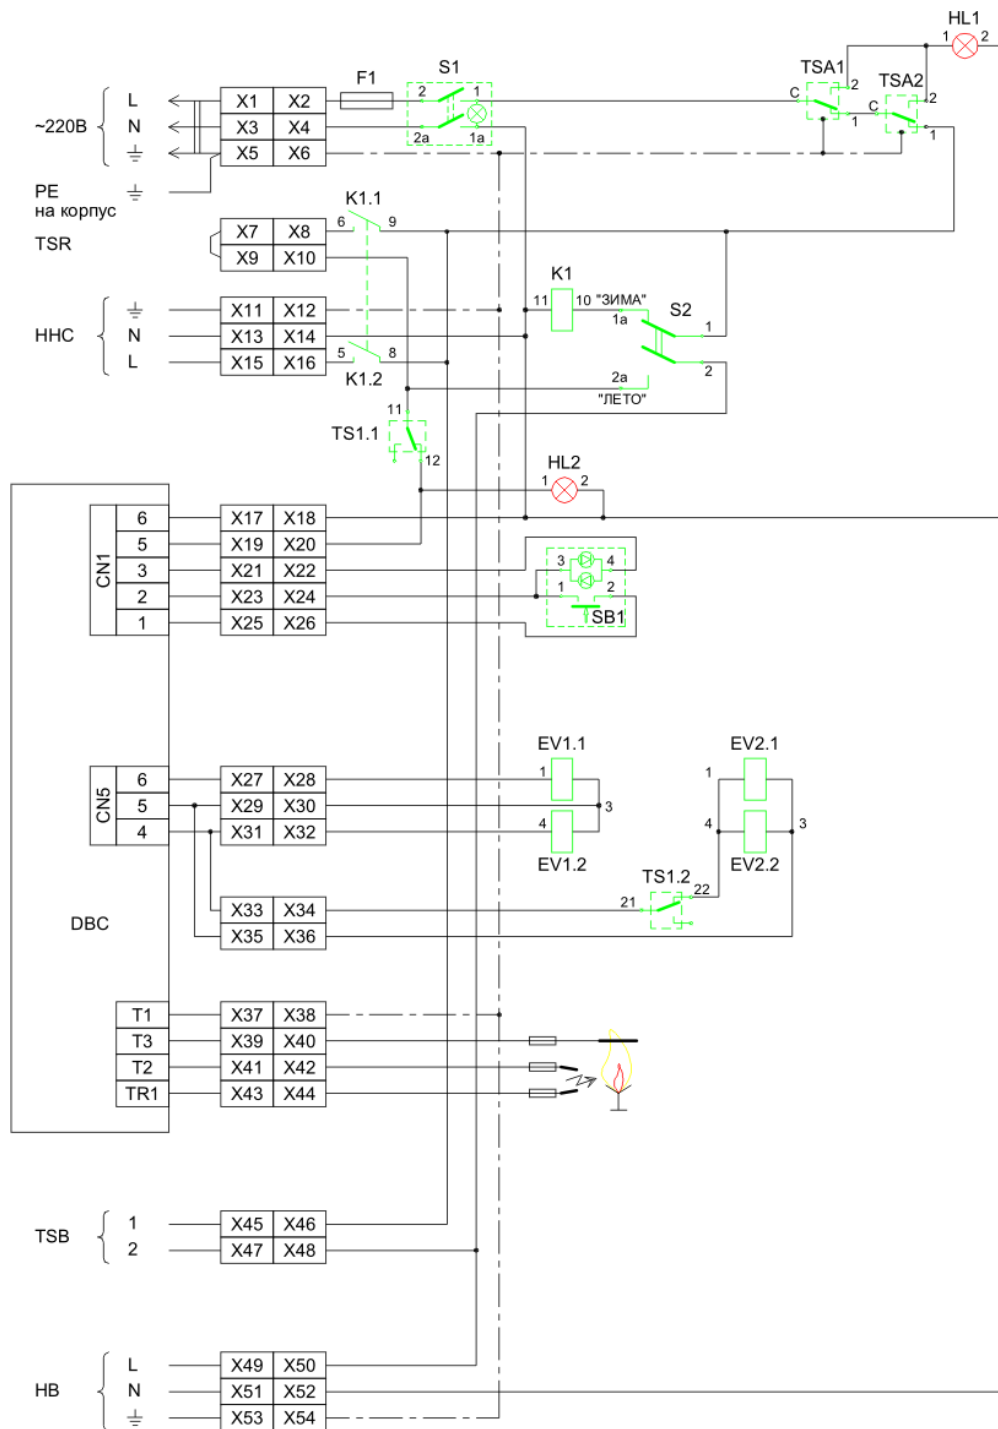 HL1
1 2
F1 S1 TSA1 TSA2
~220В L X1 X2 2 1 C 2 C 2
N X3 X4 2a 1a 1 1
X5 X6
PE
на корпус
K1.1
TSR X7 X8 6 9
X9 X10
K1
X11 X12 11 10 "ЗИМА" S2
1a
ННС N X13 X14 1
L X15 X16 5 8 2
K1.2 2a
"ЛЕТО"
11
TS1.1
12
HL2
1 2
CN1 6 X17 X18
5 X19 X20
3 X21 X22 3 4
2 X23 X24 1 2
1 X25 X26 SB1
EV1.1 EV2.1
CN5 6 X27 X28 1 1
5 X29 X30 3
4 X31 X32 4 4 3
EV1.2 EV2.2
TS1.2
DBC X33 X34 21 22
X35 X36
T1 X37 X38
T3 X39 X40
T2 X41 X42
TR1 X43 X44
TSB 1 X45 X46
2 X47 X48
L X49 X50
НВ N X51 X52
X53 X54